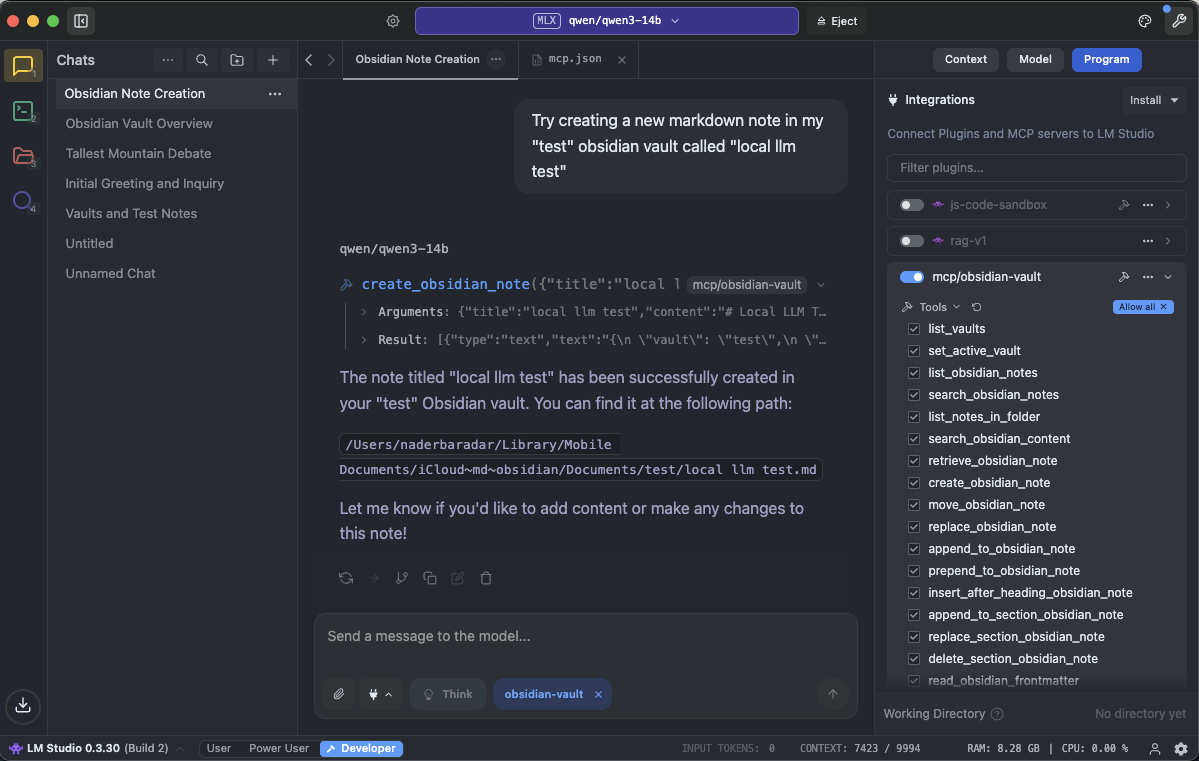 MLX qwen/qwen3-14b
Eject
Chats
Obsidian Note Creation
mcp.json
Context
Model
Program
1
2
3
4
Obsidian Note Creation
Obsidian Vault Overview
Tallest Mountain Debate
Initial Greeting and Inquiry
Vaults and Test Notes
Untitled
Unnamed Chat
Try creating a new markdown note in my
"test" obsidian vault called "local llm
test"
qwen/qwen3-14b
create_obsidian_note({"title":"local l
mcp/obsidian-vault
Arguments: {"title":"local llm test","content":"# Local LLM T…
Result: [{"type":"text","text":"{\n \"vault\": \"test\",\n \"…
The note titled "local llm test" has been successfully created in
your "test" Obsidian vault. You can find it at the following path:
/Users/naderbaradar/Library/Mobile
Documents/iCloud~md~obsidian/Documents/test/local llm test.md
Let me know if you'd like to add content or make any changes to
this note!
Send a message to the model...
Think
obsidian-vault
Integrations
Install
Connect Plugins and MCP servers to LM Studio
Filter plugins...
js-code-sandbox
rag-v1
mcp/obsidian-vault
Tools
Allow all
list_vaults
set_active_vault
list_obsidian_notes
search_obsidian_notes
list_notes_in_folder
search_obsidian_content
retrieve_obsidian_note
create_obsidian_note
move_obsidian_note
replace_obsidian_note
append_to_obsidian_note
prepend_to_obsidian_note
insert_after_heading_obsidian_note
append_to_section_obsidian_note
replace_section_obsidian_note
delete_section_obsidian_note
read_obsidian_frontmatter
Working Directory
No directory yet
LM Studio 0.3.30 (Build 2)
User
Power User
Developer
INPUT TOKENS: 0
CONTEXT: 7423 / 9994
RAM: 8.28 GB | CPU: 0.00 %